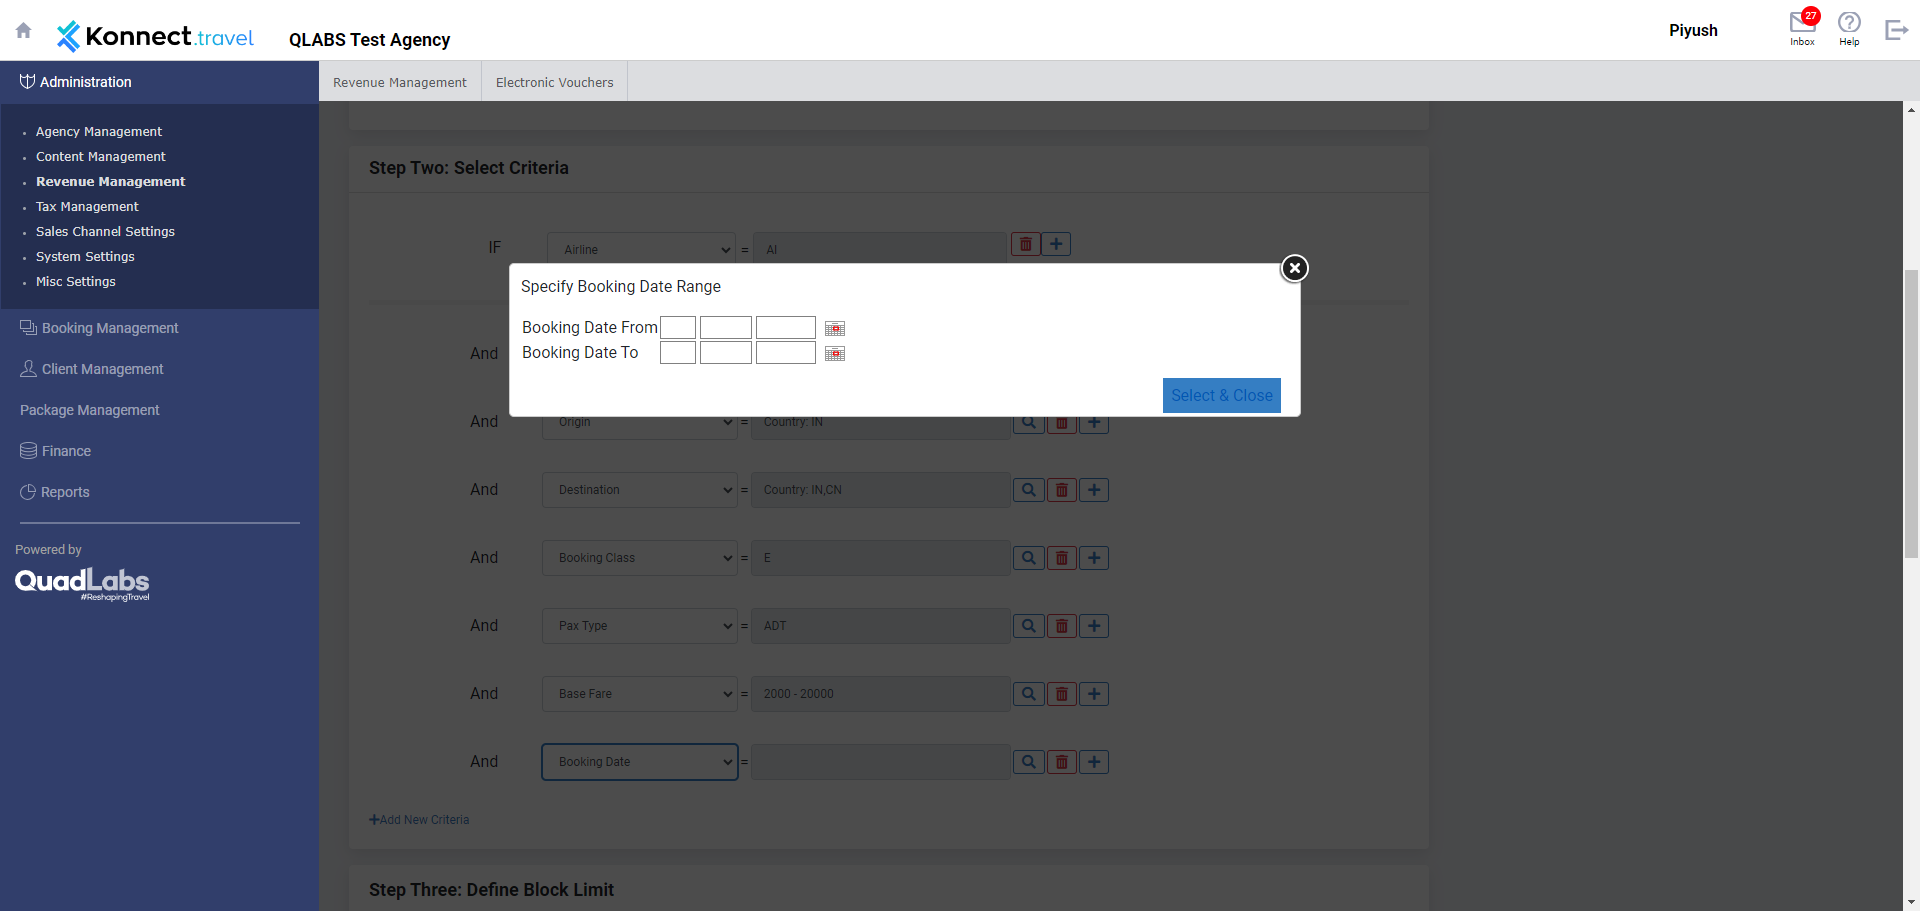 Konnect.travel
QLABS Test Agency
Piyush
27
Inbox
Help
Administration
Revenue Management
Electronic Vouchers
Agency Management
Content Management
Revenue Management
Tax Management
Sales Channel Settings
System Settings
Misc Settings
Booking Management
Client Management
Package Management
Finance
Reports
Powered by
QuadLabs
#ReshapingTravel
Step Two: Select Criteria
IF Airline = AI
Specify Booking Date Range
Booking Date From
Booking Date To
Select & Close
And
And Origin = Country: IN
And Destination = Country: IN,CN
And Booking Class = E
And Pax Type = ADT
And Base Fare = 2000 - 20000
And Booking Date =
+Add New Criteria
Step Three: Define Block Limit